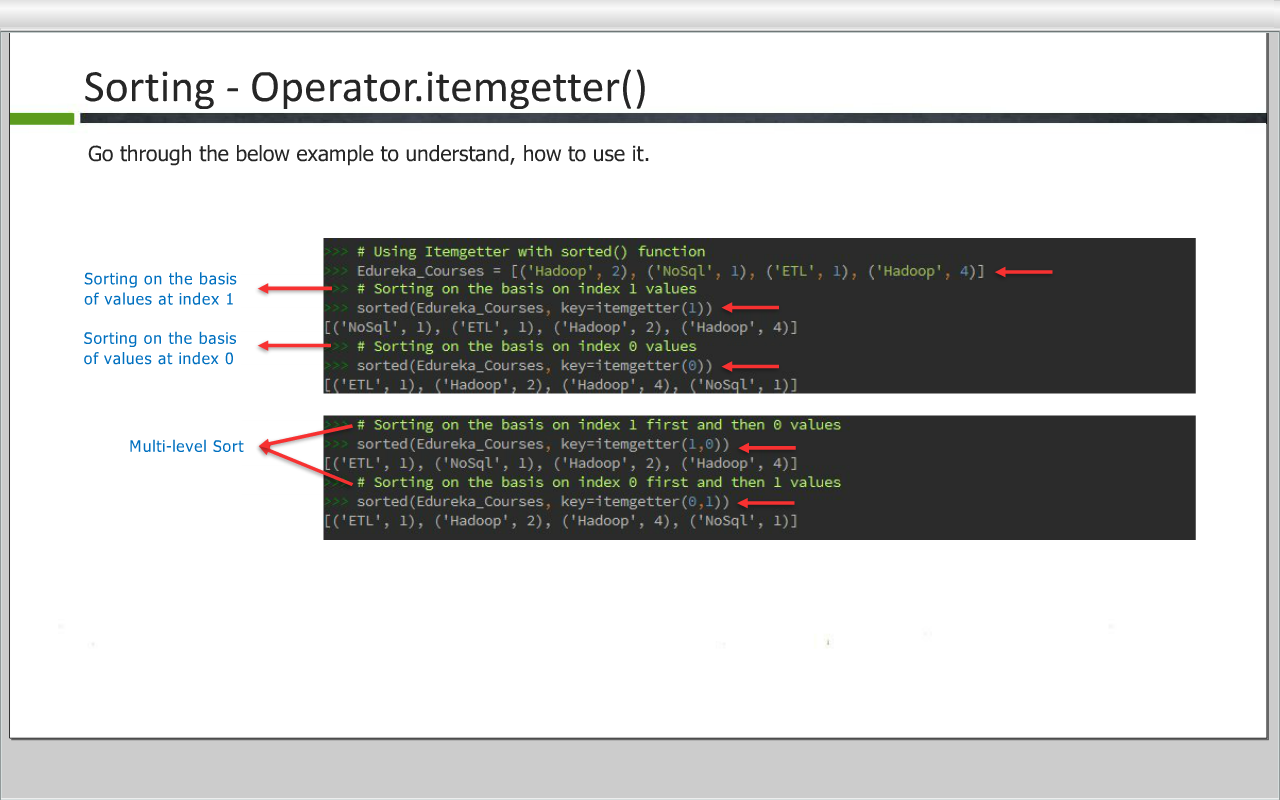 Sorting - Operator.itemgetter()
Go through the below example to understand, how to use it.
Sorting on the basis
of values at index 1
Sorting on the basis
of values at index 0
>>> # Using Itemgetter with sorted() function
>>> Edureka_Courses = [('Hadoop', 2), ('NoSql', 1), ('ETL', 1), ('Hadoop', 4)]
>>> # Sorting on the basis on index 1 values
>>> sorted(Edureka_Courses, key=itemgetter(1))
[('NoSql', 1), ('ETL', 1), ('Hadoop', 2), ('Hadoop', 4)]
>>> # Sorting on the basis on index 0 values
>>> sorted(Edureka_Courses, key=itemgetter(0))
[('ETL', 1), ('Hadoop', 2), ('Hadoop', 4), ('NoSql', 1)]
Multi-level Sort
>>> # Sorting on the basis on index 1 first and then 0 values
>>> sorted(Edureka_Courses, key=itemgetter(1,0))
[('ETL', 1), ('NoSql', 1), ('Hadoop', 2), ('Hadoop', 4)]
>>> # Sorting on the basis on index 0 first and then 1 values
>>> sorted(Edureka_Courses, key=itemgetter(0,1))
[('ETL', 1), ('Hadoop', 2), ('Hadoop', 4), ('NoSql', 1)]